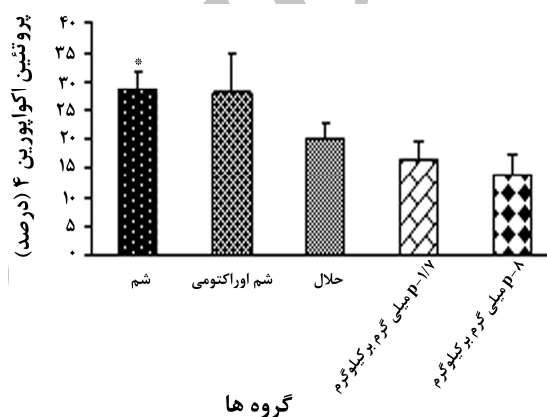 پروتئین اکواپورین ۴ (درصد)
۴۰
۳۵
۳۰
۲۵
۲۰
۱۵
۱۰
۵
۰
*
شم
شم اوراکتومی
حلال
p-۱/۷ میلی گرم بر کیلوگرم
p-۸ میلی گرم بر کیلوگرم
گروه ها